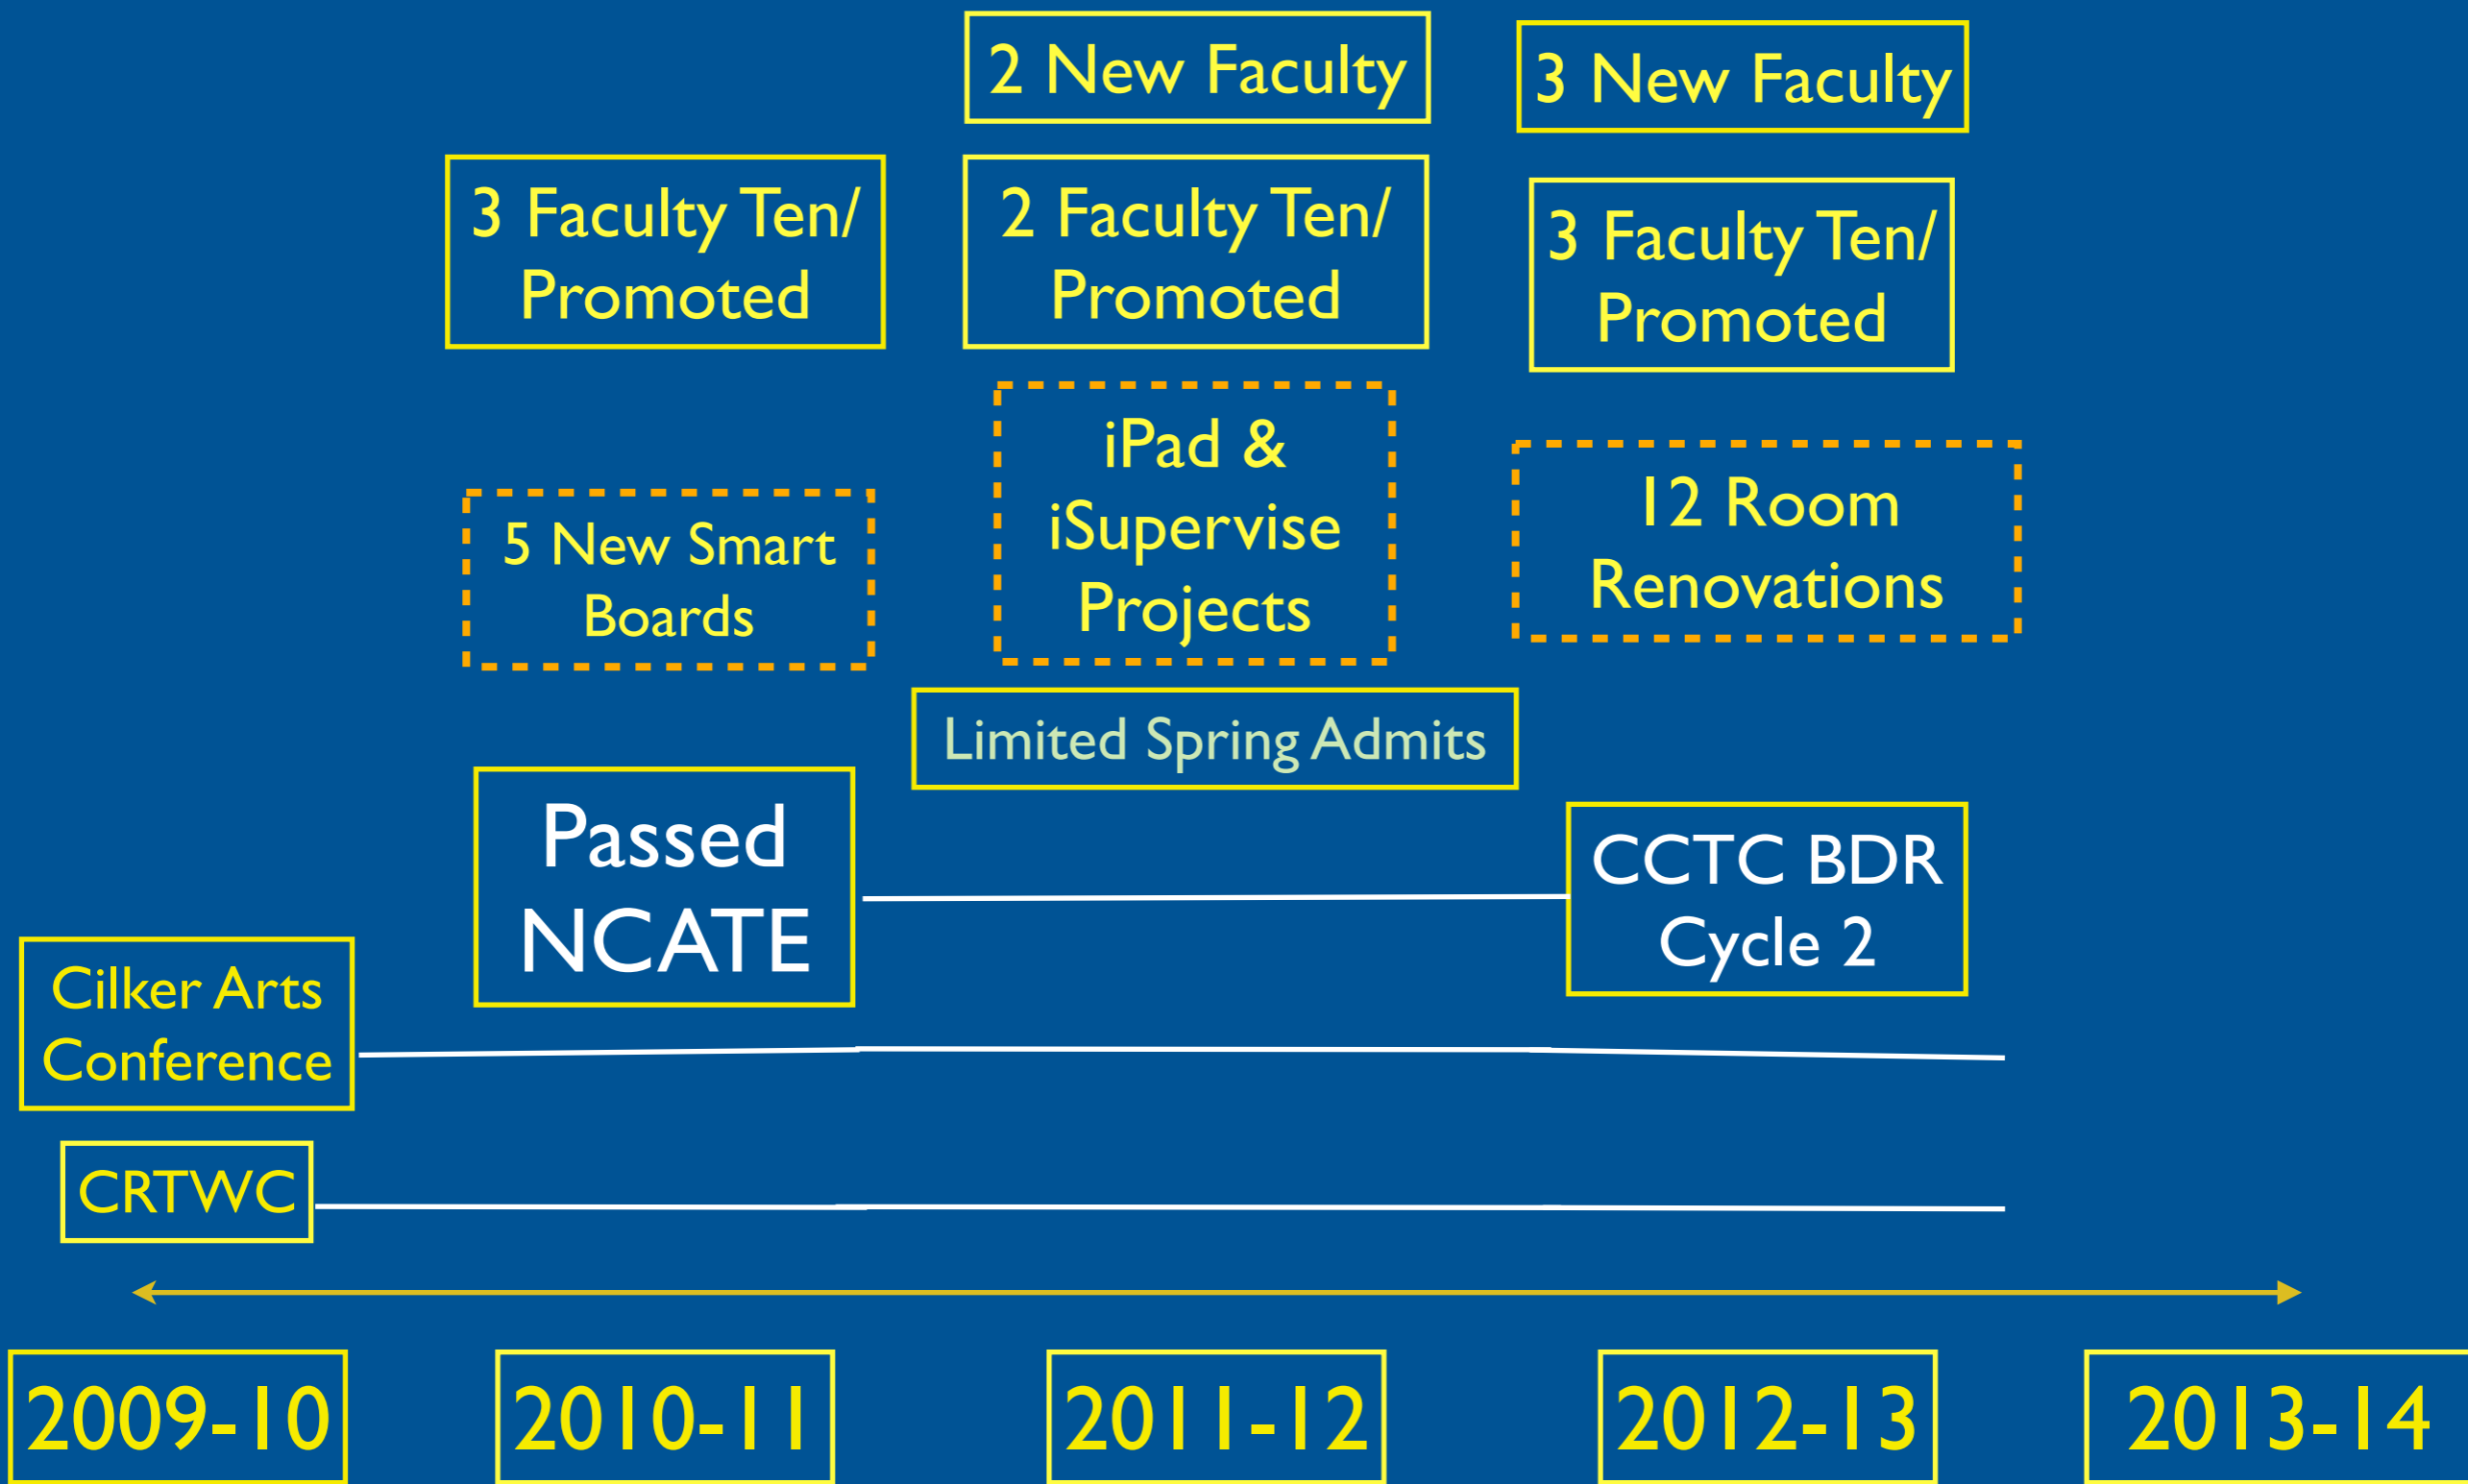 2 New Faculty
3 New Faculty
3 Faculty Ten/
Promoted
2 Faculty Ten/
Promoted
3 Faculty Ten/
Promoted
5 New Smart
Boards
iPad &
iSupervise
Projects
12 Room
Renovations
Limited Spring Admits
Passed
NCATE
CCTC BDR
Cycle 2
Cilker Arts
Conference
CRTWC
2009-10
2010-11
2011-12
2012-13
2013-14